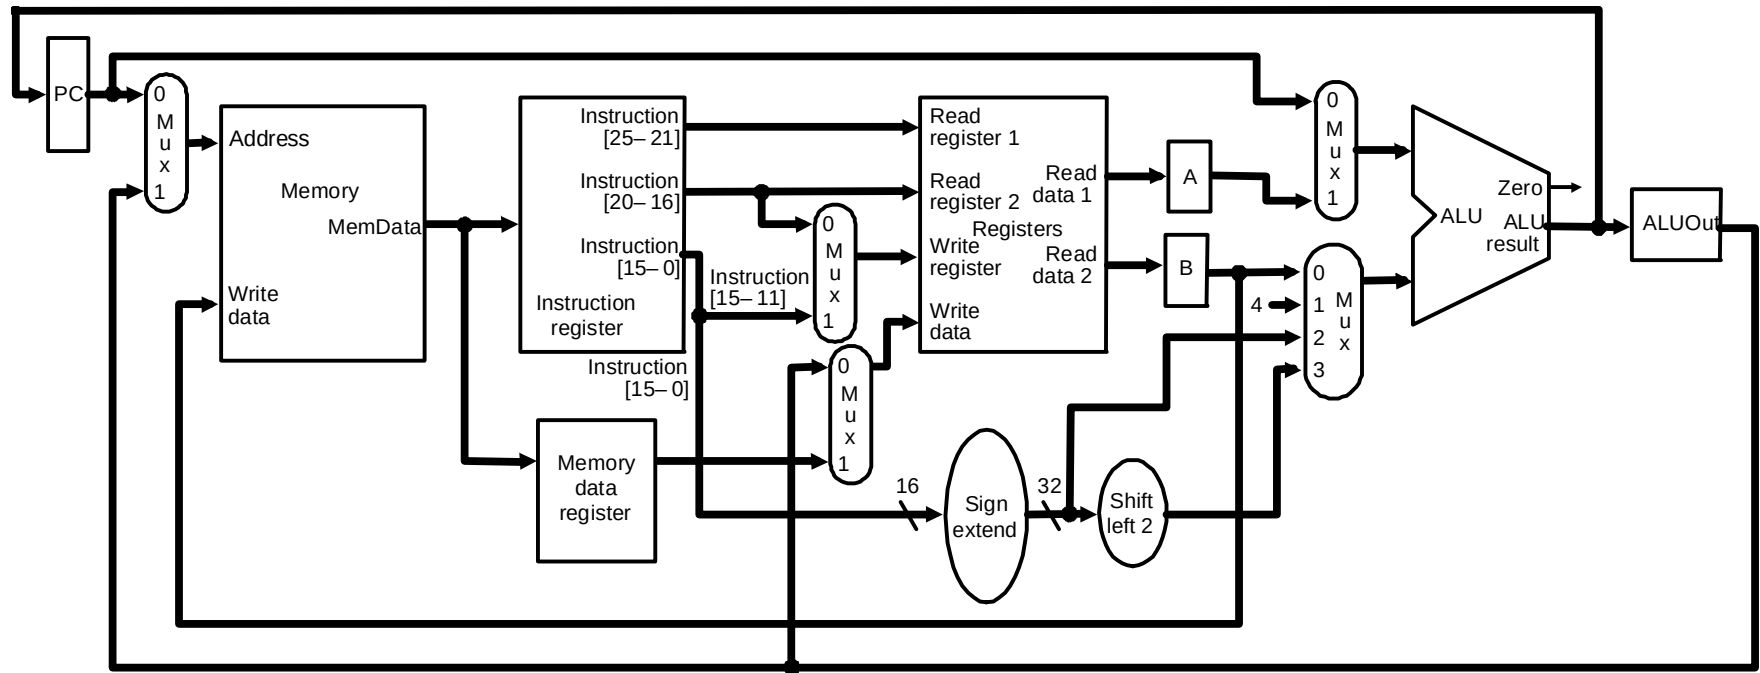 PC
0
M
u
x
1
Address
Memory
MemData
Write
data
Instruction
[25–21]
Instruction
[20–16]
Instruction
[15–0]
Instruction
register
Instruction
[15–11]
Instruction
[15–0]
0
M
u
x
1
0
M
u
x
1
Memory
data
register
Read
register 1
Read
register 2
Registers
Write
register
Write
data
Read
data 1
Read
data 2
16
Sign
extend
32
Shift
left 2
A
B
4
0
M
u
x
1
0
1
2
3
M
u
x
ALU
Zero
ALU
result
ALUOut